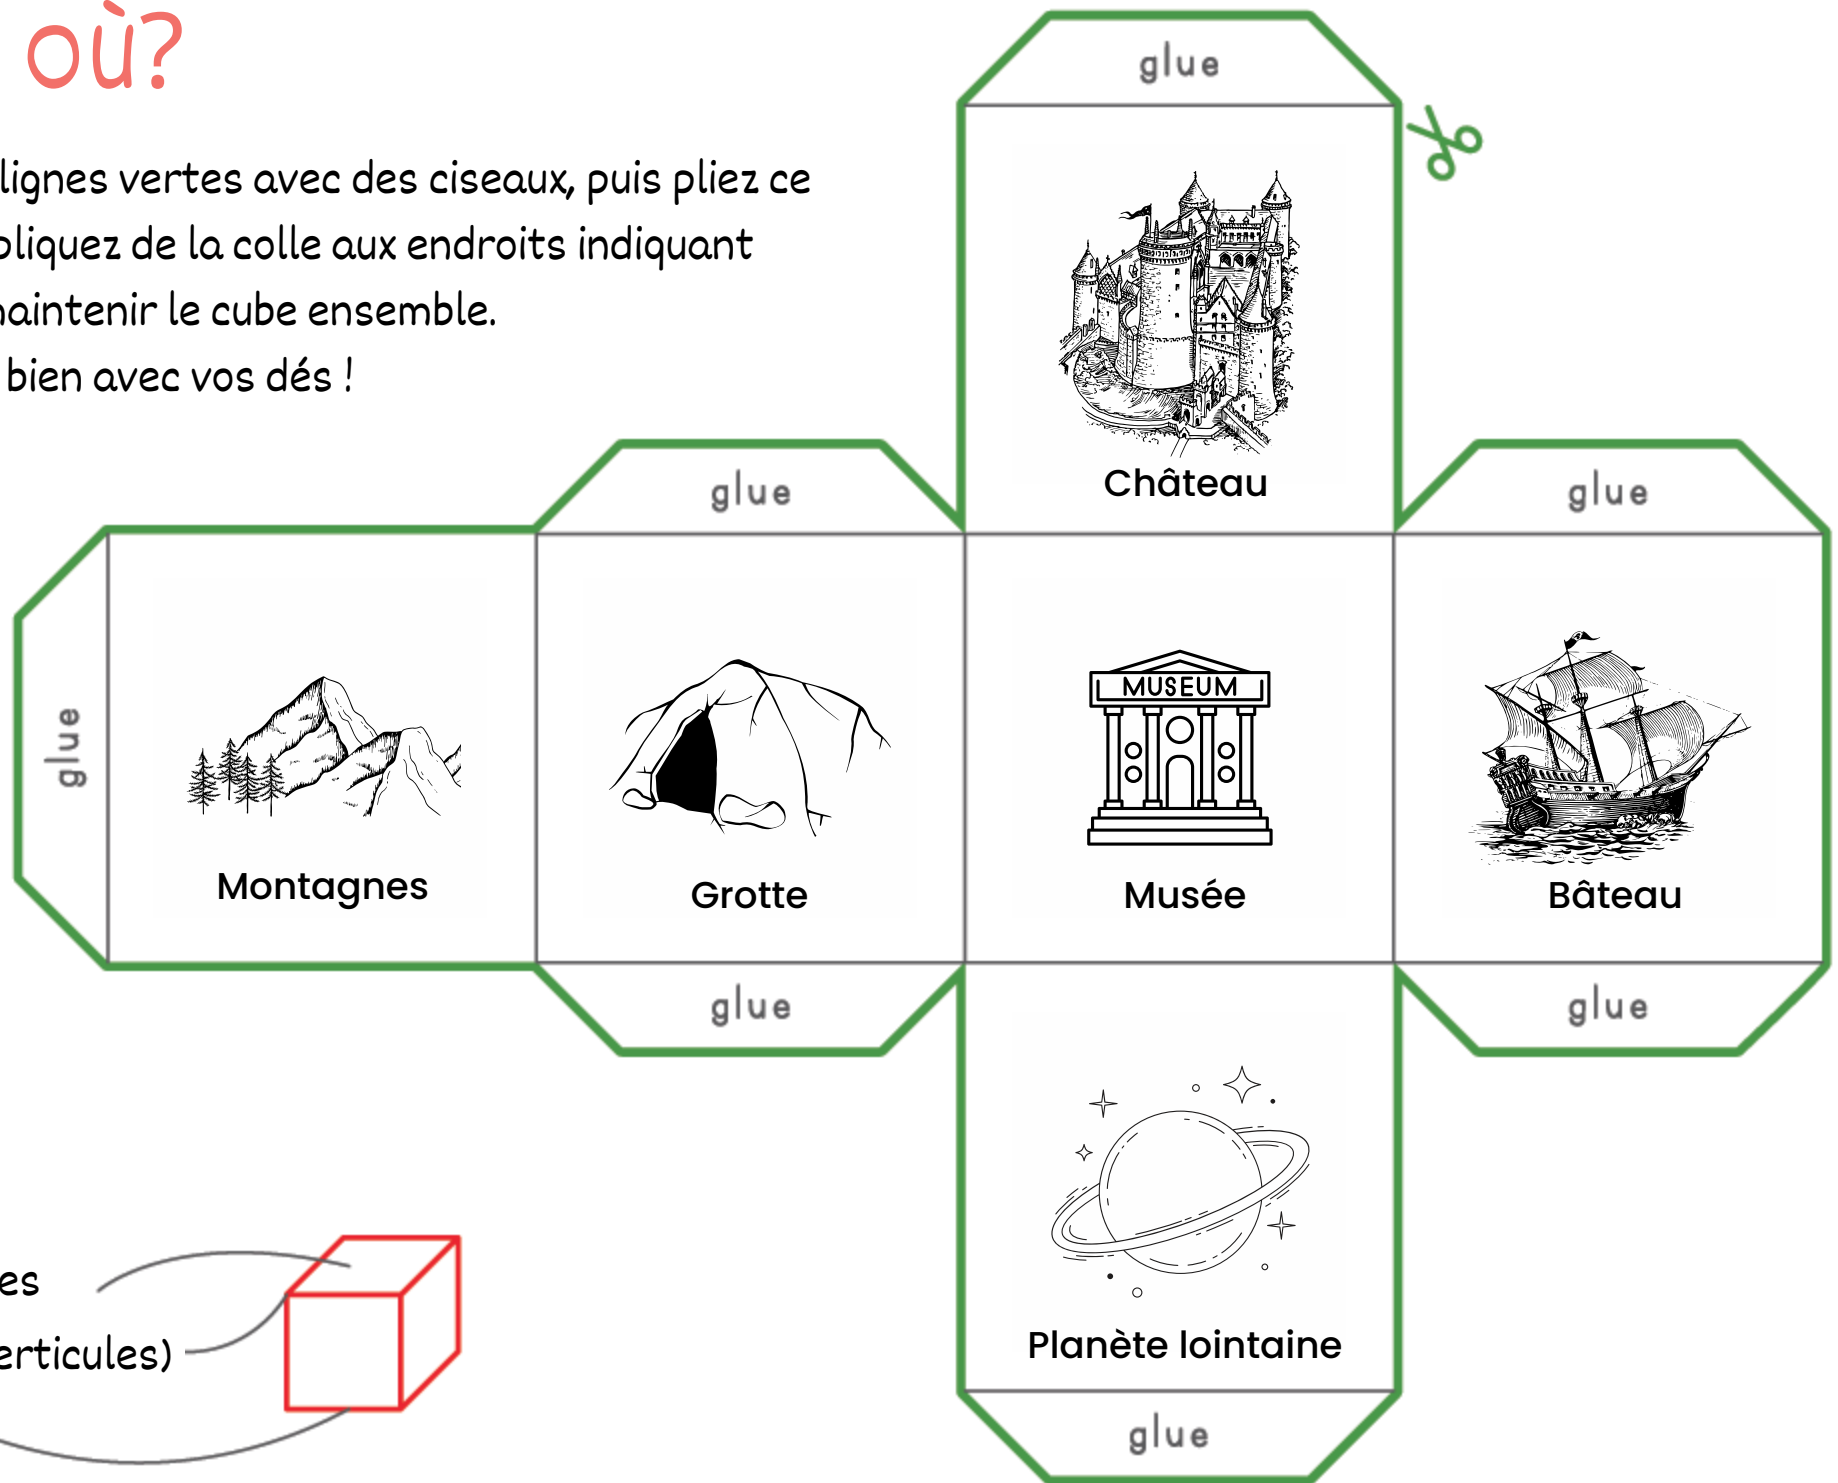 où?
lignes vertes avec des ciseaux, puis pliez ce
pliquez de la colle aux endroits indiquant
maintenir le cube ensemble.
bien avec vos dés !
glue
Château
glue
glue
glue
Montagnes
Grotte
MUSEUM
Musée
Bâteau
glue
glue
Planète lointaine
glue
es
erticules)